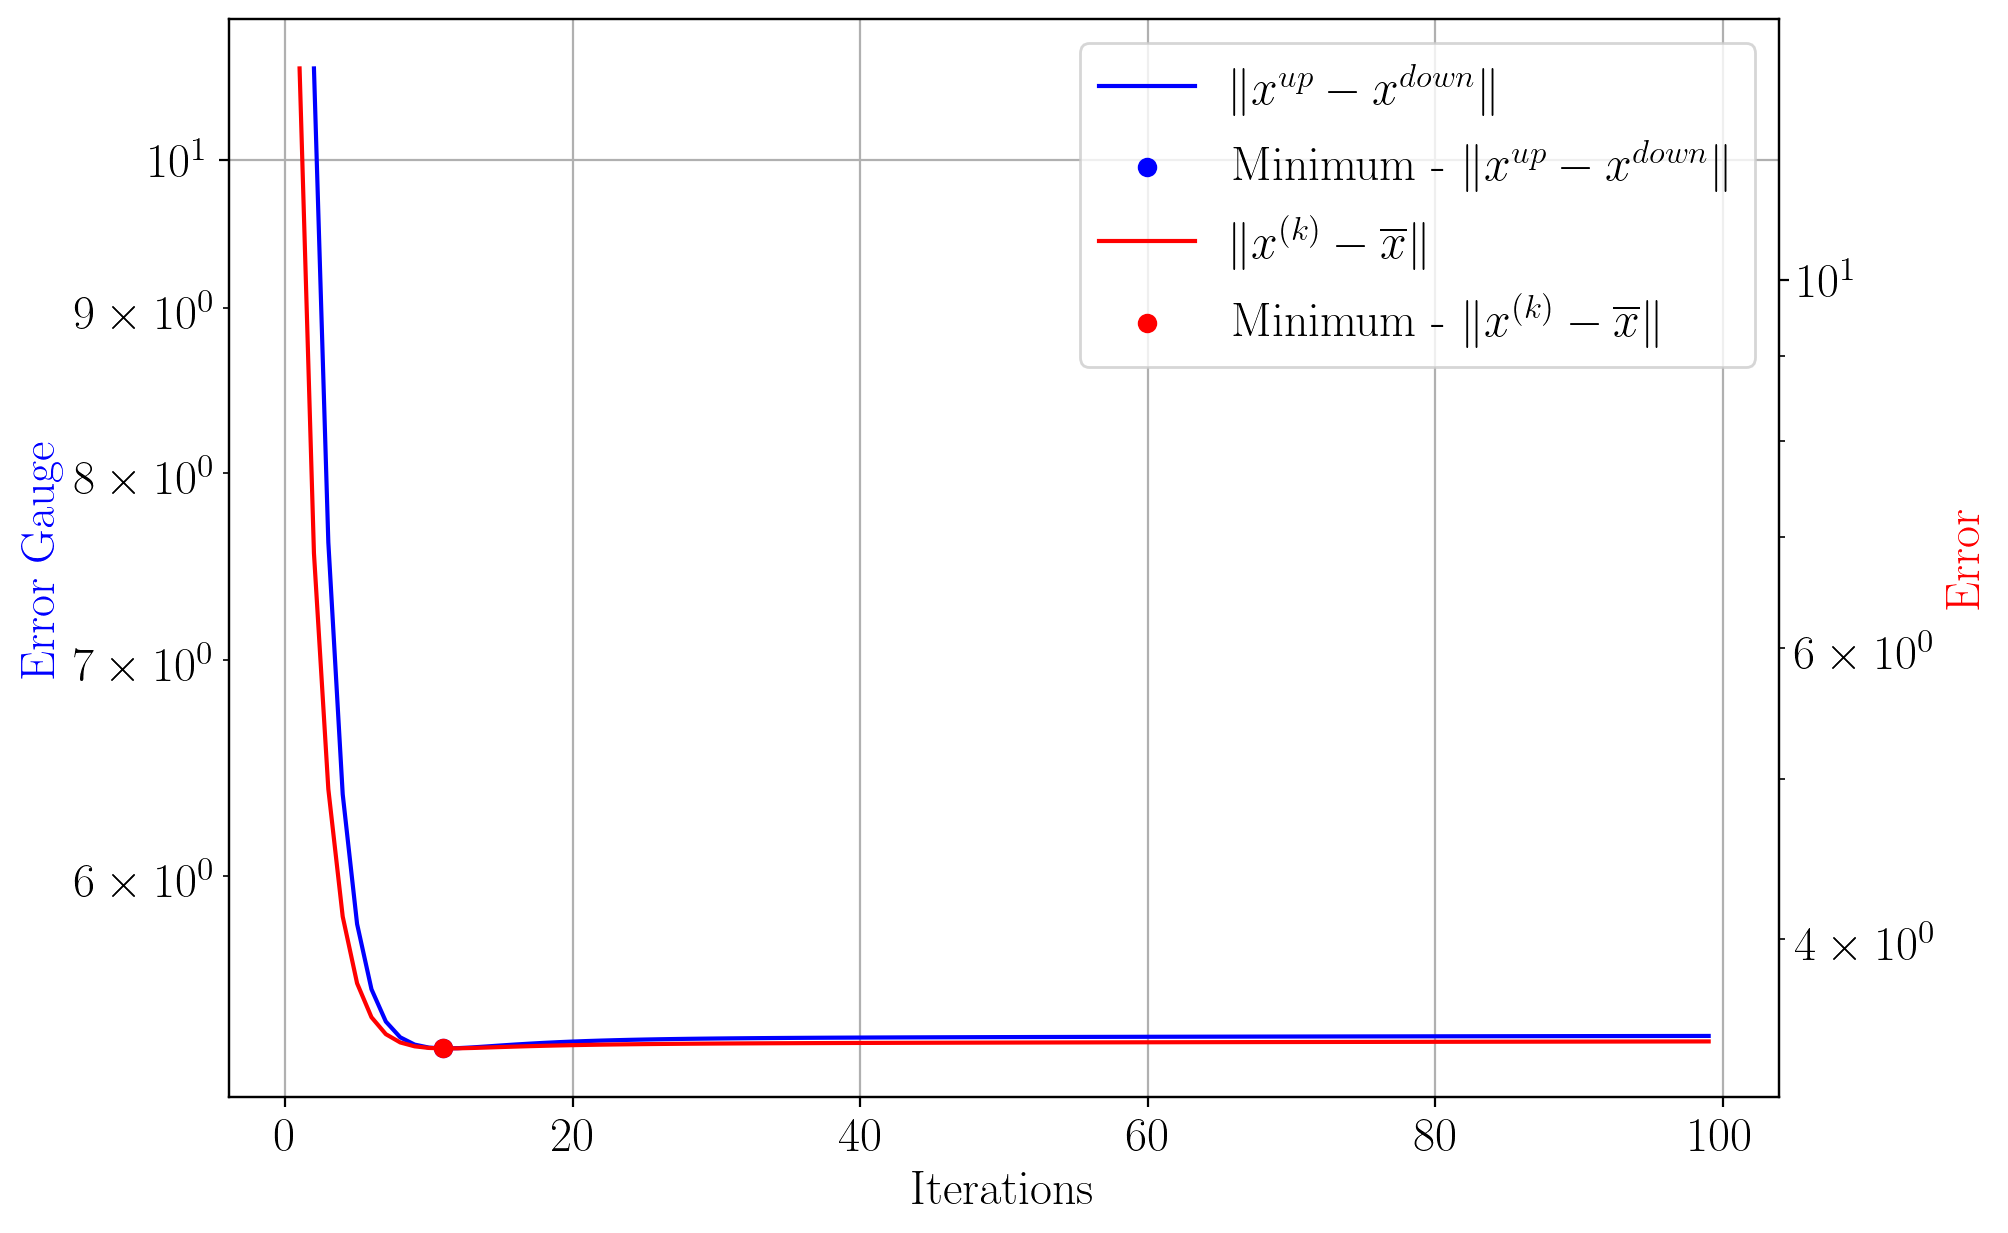 ‖x^{up} − x^{down}‖
Minimum - ‖x^{up} − x^{down}‖
‖x^{(k)} − x̅‖
Minimum - ‖x^{(k)} − x̅‖
10^1
9 × 10^0
8 × 10^0
7 × 10^0
6 × 10^0
Error Gauge
10^1
6 × 10^0
4 × 10^0
Error
0 20 40 60 80 100
Iterations